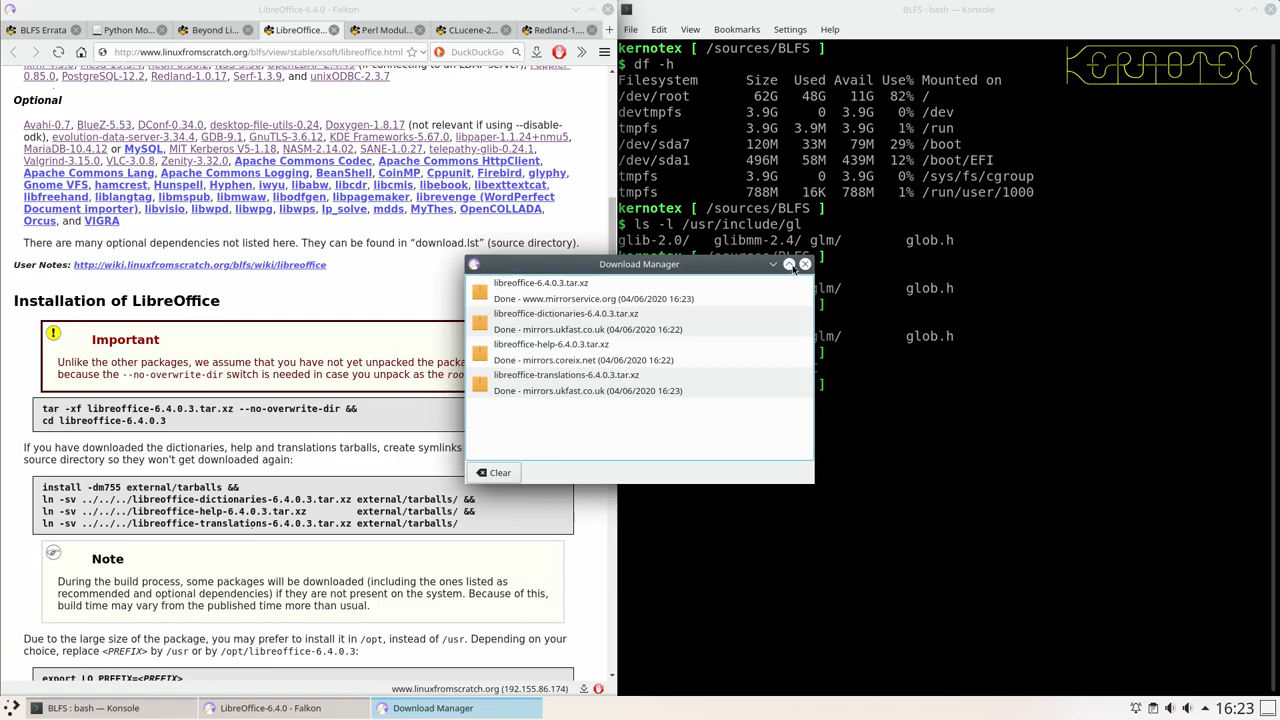 LibreOffice-6.4.0 - Falkon
BLFS Errata
Python Mo...
Beyond Li...
LibreOffice...
Perl Modul...
CLucene-2...
Redland-1....
http://www.linuxfromscratch.org/blfs/view/stable/xsoft/libreoffice.html
DuckDuckGo
0.85.0, PostgreSQL-12.2, Redland-1.0.17, Serf-1.3.9, and unixODBC-2.3.7
Optional
Avahi-0.7, BlueZ-5.53, DConf-0.34.0, desktop-file-utils-0.24, Doxygen-1.8.17 (not relevant if using --disable-
odk), evolution-data-server-3.34.4, GDB-9.1, GnuTLS-3.6.12, KDE Frameworks-5.67.0, libpaper-1.1.24+nmu5,
MariaDB-10.4.12 or MySQL, MIT Kerberos V5-1.18, NASM-2.14.02, SANE-1.0.27, telepathy-glib-0.24.1,
Valgrind-3.15.0, VLC-3.0.8, Zenity-3.32.0, Apache Commons Codec, Apache Commons HttpClient,
Apache Commons Lang, Apache Commons Logging, BeanShell, CoinMP, Cppunit, Firebird, glyphy,
Gnome VFS, hamcrest, Hunspell, Hyphen, iwyu, libabw, libcdr, libcmis, libebook, libexttextcat,
libfreehand, liblangtag, libmspub, libmwaw, libodfgen, libpagemaker, librevenge (WordPerfect
Document importer), libvisio, libwpd, libwpg, libwps, lp_solve, mdds, MyThes, OpenCOLLADA,
Orcus, and VIGRA
There are many optional dependencies not listed here. They can be found in “download.lst” (source directory).
User Notes: http://wiki.linuxfromscratch.org/blfs/wiki/libreoffice
Installation of LibreOffice
Important
Unlike the other packages, we assume that you have not yet unpacked the packa
because the --no-overwrite-dir switch is needed in case you unpack as the roo
tar -xf libreoffice-6.4.0.3.tar.xz --no-overwrite-dir &&
cd libreoffice-6.4.0.3
If you have downloaded the dictionaries, help and translations tarballs, create symlinks
source directory so they won't get downloaded again:
install -dm755 external/tarballs &&
ln -sv ../../../libreoffice-dictionaries-6.4.0.3.tar.xz external/tarballs/ &&
ln -sv ../../../libreoffice-help-6.4.0.3.tar.xz external/tarballs/ &&
ln -sv ../../../libreoffice-translations-6.4.0.3.tar.xz external/tarballs/
Note
During the build process, some packages will be downloaded (including the ones listed as
recommended and optional dependencies) if they are not present on the system. Because of this,
build time may vary from the published time more than usual.
Due to the large size of the package, you may prefer to install it in /opt, instead of /usr. Depending on your
choice, replace <PREFIX> by /usr or by /opt/libreoffice-6.4.0.3:
export LO_PREFIX=<PREFIX>
www.linuxfromscratch.org (192.155.86.174)
Download Manager
libreoffice-6.4.0.3.tar.xz
Done - www.mirrorservice.org (04/06/2020 16:23)
libreoffice-dictionaries-6.4.0.3.tar.xz
Done - mirrors.ukfast.co.uk (04/06/2020 16:22)
libreoffice-help-6.4.0.3.tar.xz
Done - mirrors.coreix.net (04/06/2020 16:22)
libreoffice-translations-6.4.0.3.tar.xz
Done - mirrors.ukfast.co.uk (04/06/2020 16:23)
Clear
BLFS : bash — Konsole
File Edit View Bookmarks Settings Help
KERNOTEX
kernotex [ /sources/BLFS ]
$ df -h
Filesystem Size Used Avail Use% Mounted on
/dev/root 62G 48G 11G 82% /
devtmpfs 3.9G 0 3.9G 0% /dev
tmpfs 3.9G 3.9M 3.9G 1% /run
/dev/sda7 120M 33M 79M 29% /boot
/dev/sda1 496M 58M 439M 12% /boot/EFI
tmpfs 3.9G 0 3.9G 0% /sys/fs/cgroup
tmpfs 788M 16K 788M 1% /run/user/1000
kernotex [ /sources/BLFS ]
$ ls -l /usr/include/gl
glib-2.0/ glibmm-2.4/ glm/ glob.h
]
glm/ glob.h
]
glm/ glob.h
]
]
BLFS : bash — Konsole
LibreOffice-6.4.0 - Falkon
Download Manager
16:23